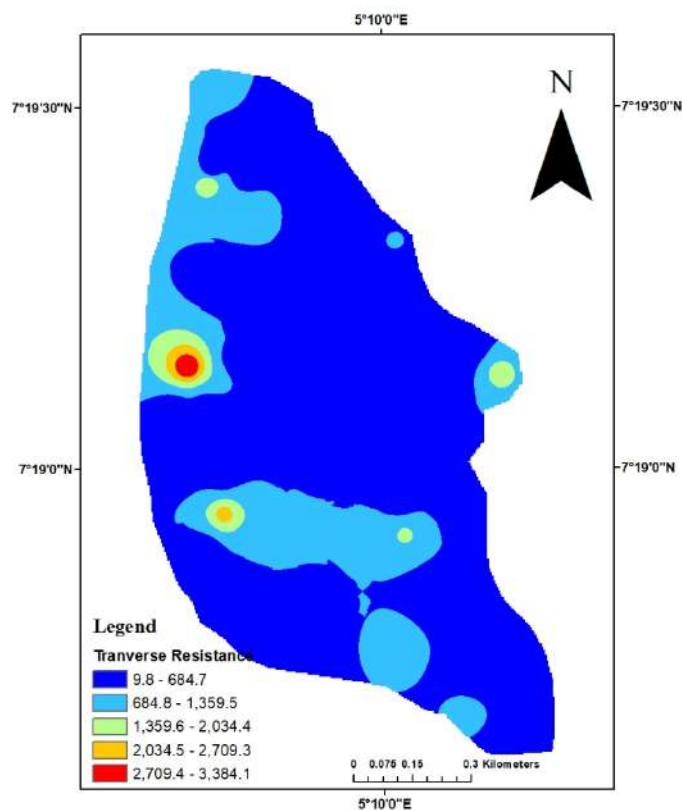 5°10'0"E
7°19'30"N
7°19'30"N
N
7°19'0"N
7°19'0"N
Legend
Tranverse Resistance
9.8 - 684.7
684.8 - 1,359.5
1,359.6 - 2,034.4
2,034.5 - 2,709.3
2,709.4 - 3,384.1
0 0.075 0.15 0.3 Kilometers
5°10'0"E